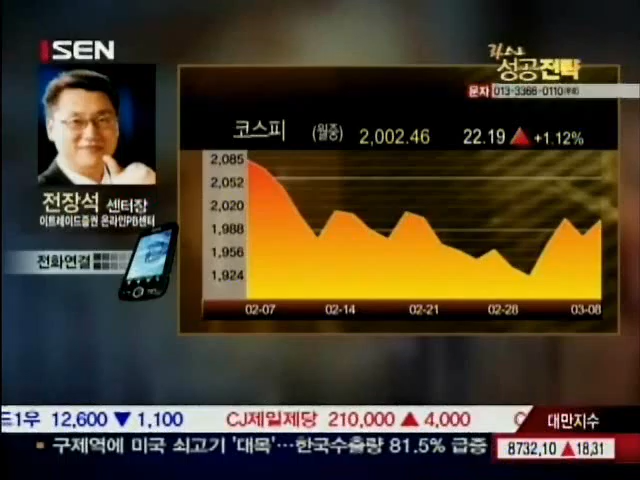 SEN
성공전략
문자 013-3366-0110
코스피 (월중) 2,002.46 22.19 ▲ +1.12%
2,085
2,052
2,020
1,988
1,956
1,924
02-07 02-14 02-21 02-28 03-08
전장석 센터장
이트레이드증권 온라인PB센터
전화연결
드1우 12,600 ▼ 1,100 CJ제일제당 210,000 ▲ 4,000
대만지수
구제역에 미국 쇠고기 '대목'…한국수출량 81.5% 급증
8732,10 ▲ 18,31